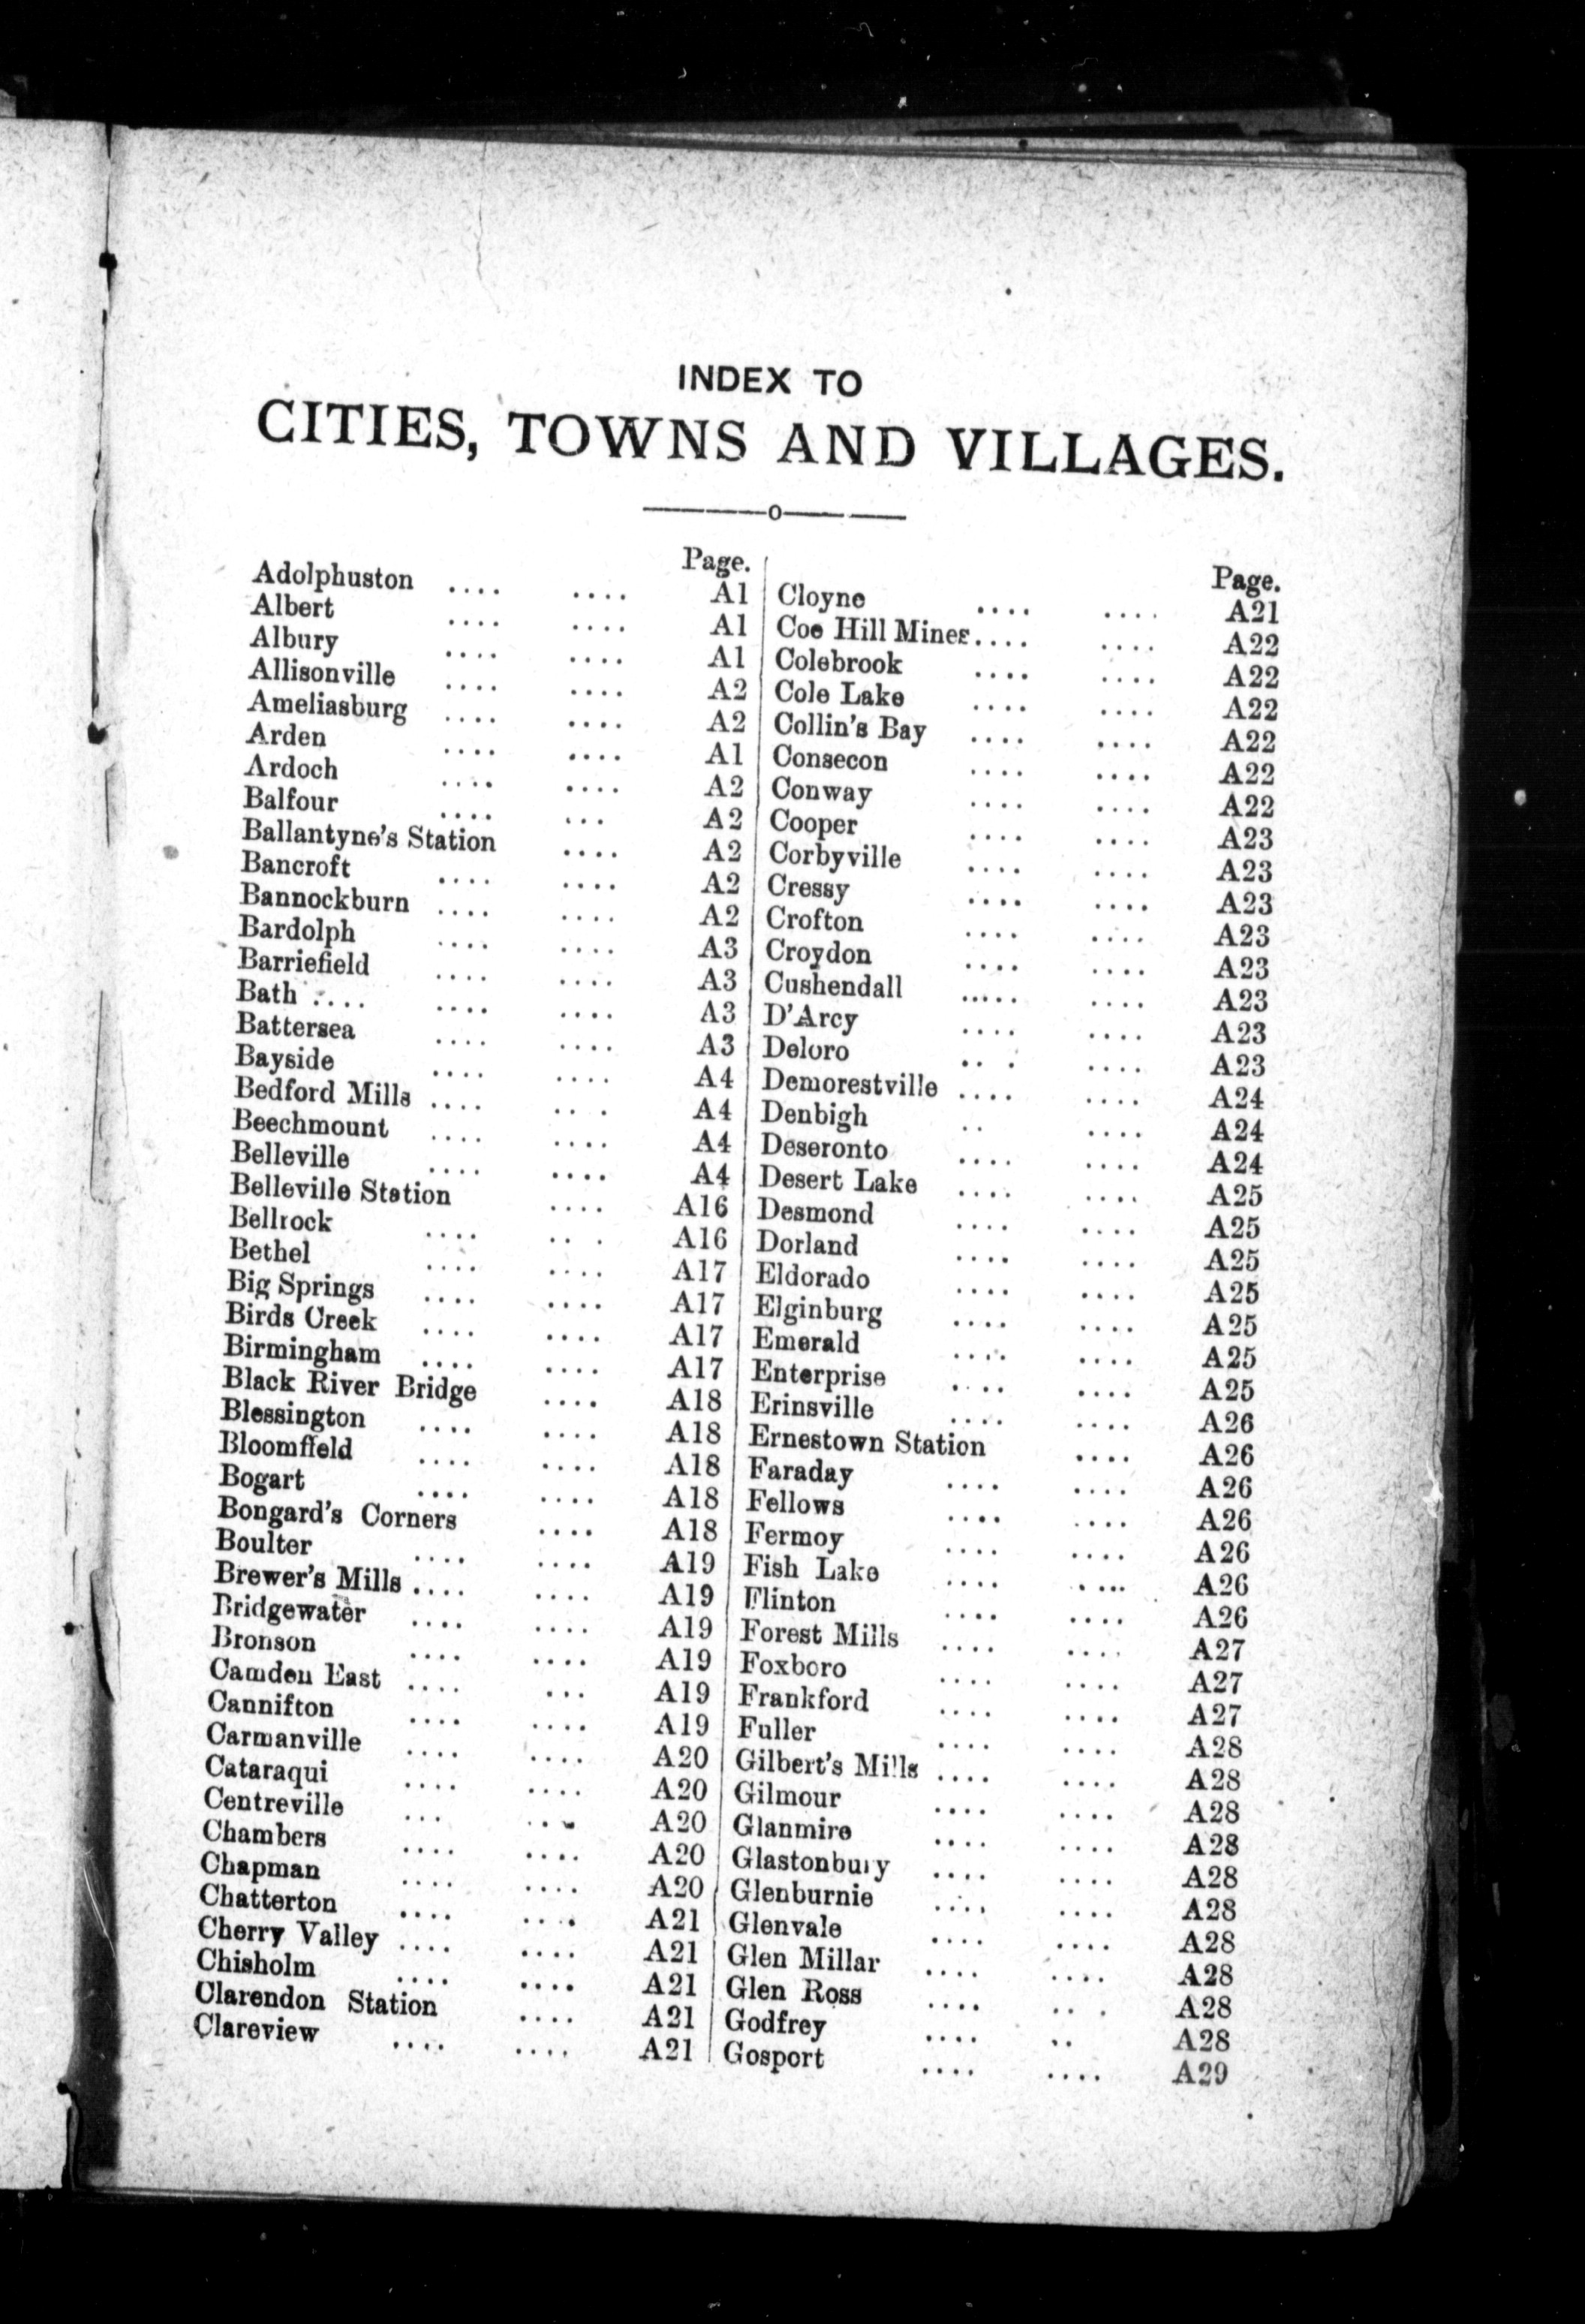 INDEX TO
CITIES, TOWNS AND VILLAGES.
Page.
Adolphuston .... .... A1
Albert .... .... A1
Albury .... .... A1
Allisonville .... .... A2
Ameliasburg .... .... A2
Arden .... .... A1
Ardoch .... .... A2
Balfour .... ... A2
Ballantyne's Station .... A2
Bancroft .... .... A2
Bannockburn .... .... A2
Bardolph .... .... A3
Barriefield .... .... A3
Bath .... .... .... A3
Battersea .... .... A3
Bayside .... .... A4
Bedford Mills .... .... A4
Beechmount .... .... A4
Belleville .... .... A4
Belleville Station .... A16
Bellrock .... .... A16
Bethel .... .... A17
Big Springs .... .... A17
Birds Creek .... .... A17
Birmingham .... .... A17
Black River Bridge .... A18
Blessington .... .... A18
Bloomffeld .... .... A18
Bogart .... .... A18
Bongard's Corners .... A18
Boulter .... .... A19
Brewer's Mills .... .... A19
Bridgewater .... .... A19
Bronson .... .... A19
Camden East .... ... A19
Cannifton .... .... A19
Carmanville .... .... A20
Cataraqui .... .... A20
Centreville ... .... A20
Chambers .... .... A20
Chapman .... .... A20
Chatterton .... .... A21
Cherry Valley .... .... A21
Chisholm .... .... A21
Clarendon Station .... A21
Clareview .... .... A21
Page.
Cloyne .... .... A21
Coe Hill Mines .... .... A22
Colebrook .... .... A22
Cole Lake .... .... A22
Collin's Bay .... .... A22
Consecon .... .... A22
Conway .... .... A22
Cooper .... .... A23
Corbyville .... .... A23
Cressy .... .... A23
Crofton .... .... A23
Croydon .... .... A23
Cushendall ..... .... A23
D'Arcy .... .... A23
Deloro ... .... A23
Demorestville .... .... A24
Denbigh .. .... A24
Deseronto .... .... A24
Desert Lake .... .... A25
Desmond .... .... A25
Dorland .... .... A25
Eldorado .... .... A25
Elginburg .... .... A25
Emerald .... .... A25
Enterprise .... .... A25
Erinsville .... .... A26
Ernestown Station .... A26
Faraday .... .... A26
Fellows .... .... A26
Fermoy .... .... A26
Fish Lake .... .... A26
Flinton .... .... A26
Forest Mills .... .... A27
Foxboro .... .... A27
Frankford .... .... A27
Fuller .... .... A28
Gilbert's Mills .... .... A28
Gilmour .... .... A28
Glanmire .... .... A28
Glastonbury .... .... A28
Glenburnie .... .... A28
Glenvale .... .... A28
Glen Millar .... .... A28
Glen Ross .... ... A28
Godfrey .... .. A28
Gosport .... .... A29